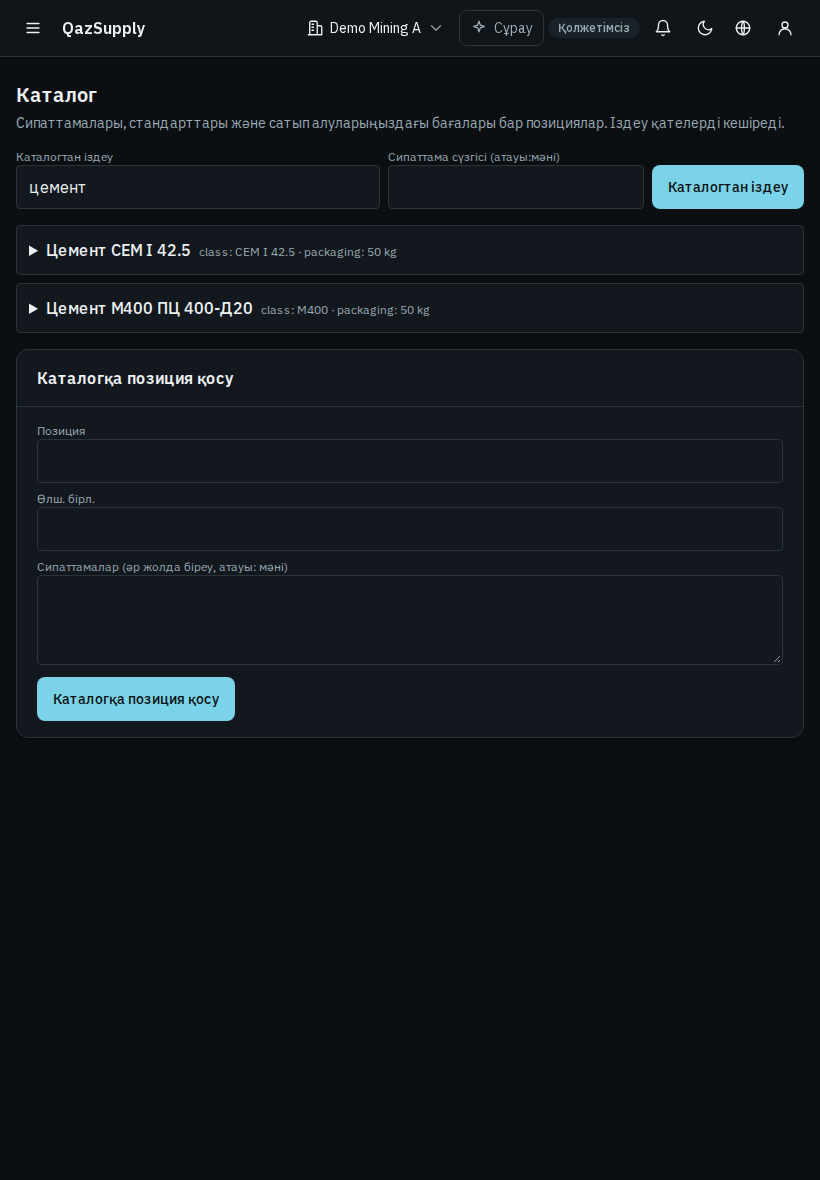 QazSupply
Demo Mining A
Сұрау
Қолжетімсіз
Каталог
Сипаттамалары, стандарттары және сатып алуларыңыздағы бағалары бар позициялар. Іздеу қателерді кешіреді.
Каталогтан іздеу
Сипаттама сүзгісі (атауы:мәні)
цемент
Каталогтан іздеу
Цемент CEM I 42.5 class: CEM I 42.5 · packaging: 50 kg
Цемент М400 ПЦ 400-Д20 class: M400 · packaging: 50 kg
Каталогқа позиция қосу
Позиция
Өлш. бірл.
Сипаттамалар (әр жолда біреу, атауы: мәні)
Каталогқа позиция қосу